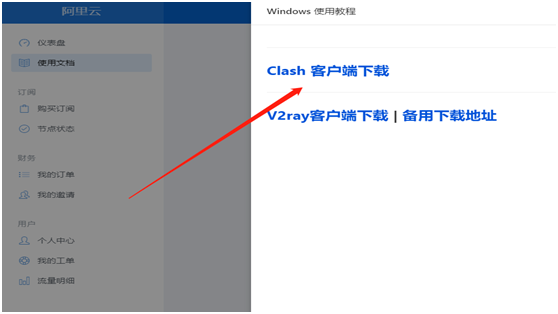 阿里云
仪表盘
使用文档
订阅
购买订阅
节点状态
财务
我的订单
我的邀请
用户
个人中心
我的工单
流量明细
Windows 使用教程
Clash 客户端下载
V2ray客户端下载 | 备用下载地址